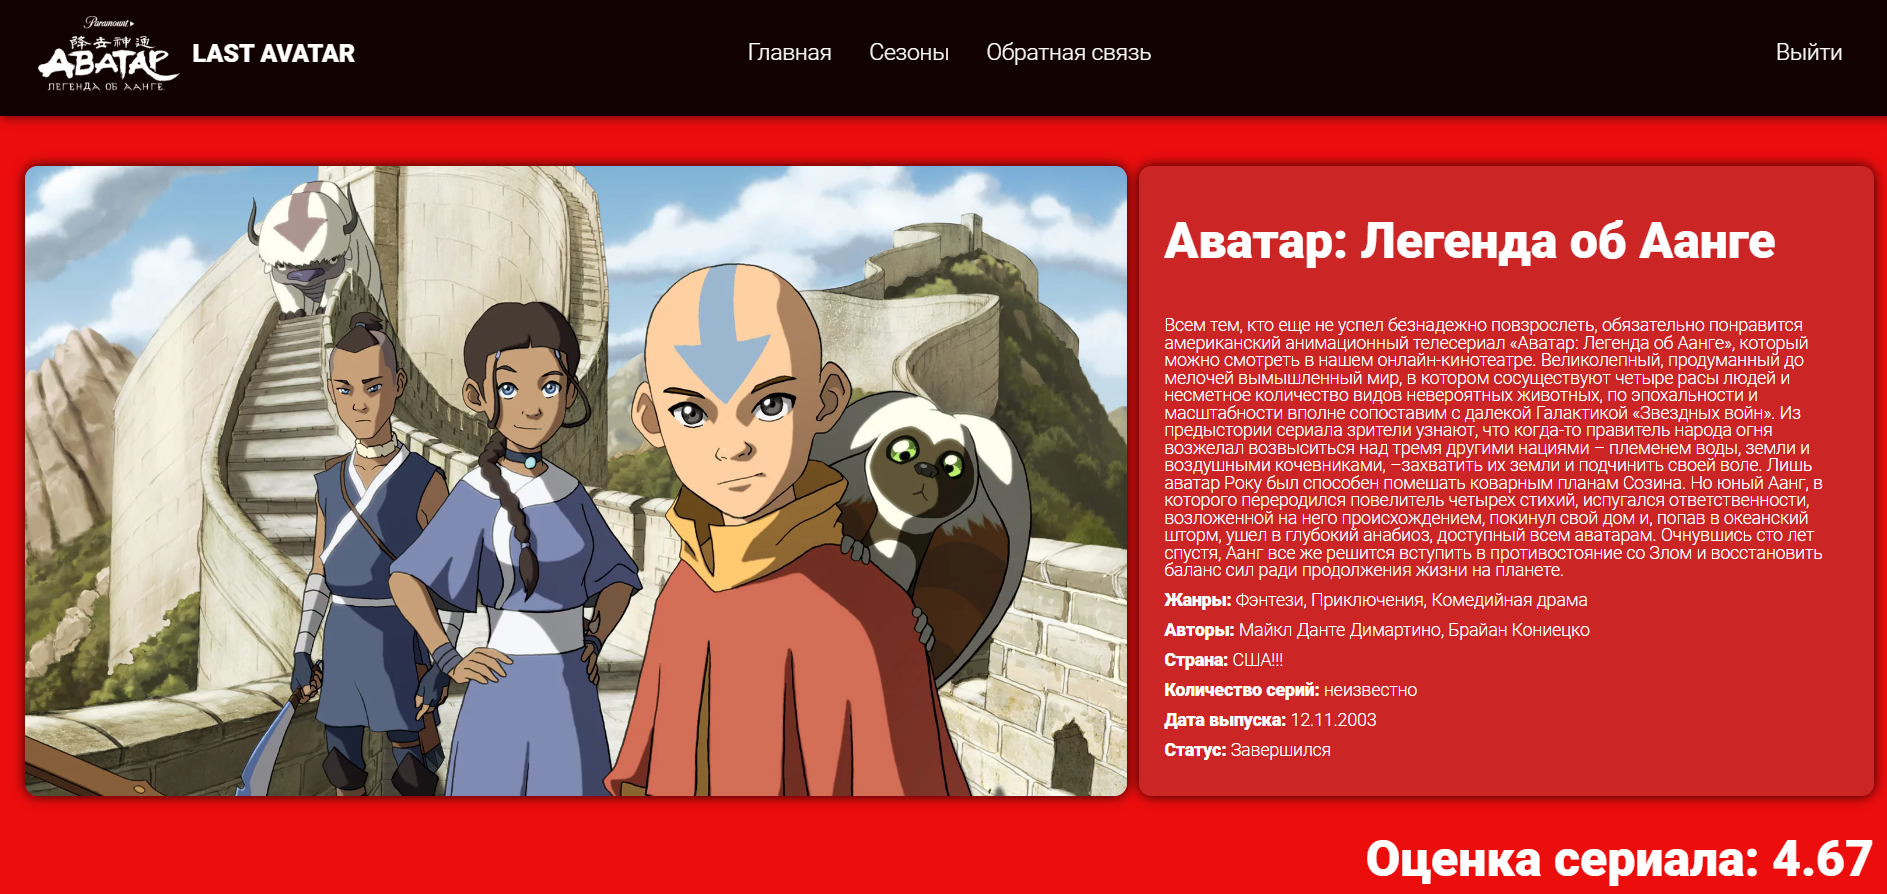 Paramount
降去神通
АВАТАР
ЛЕГЕНДА ОБ ААНГЕ
LAST AVATAR
Главная
Сезоны
Обратная связь
Выйти
Аватар: Легенда об Аанге
Всем тем, кто еще не успел безнадежно повзрослеть, обязательно понравится
американский анимационный телесериал «Аватар: Легенда об Аанге», который
можно смотреть в нашем онлайн-кинотеатре. Великолепный, продуманный до
мелочей вымышленный мир, в котором сосуществуют четыре расы людей и
несметное количество видов невероятных животных, по эпохальности и
масштабности вполне сопоставим с далекой Галактикой «Звездных войн». Из
предыстории сериала зрители узнают, что когда-то правитель народа огня
возжелал возвыситься над тремя другими нациями – племенем воды, земли и
воздушными кочевниками, –захватить их земли и подчинить своей воле. Лишь
аватар Року был способен помешать коварным планам Созина. Но юный Аанг, в
которого переродился повелитель четырех стихий, испугался ответственности,
возложенной на него происхождением, покинул свой дом и, попав в океанский
шторм, ушел в глубокий анабиоз, доступный всем аватарам. Очнувшись сто лет
спустя, Аанг все же решится вступить в противостояние со Злом и восстановить
баланс сил ради продолжения жизни на планете.
Жанры: Фэнтези, Приключения, Комедийная драма
Авторы: Майкл Данте Димартино, Брайан Кониецко
Страна: США!!!
Количество серий: неизвестно
Дата выпуска: 12.11.2003
Статус: Завершился
Оценка сериала: 4.67